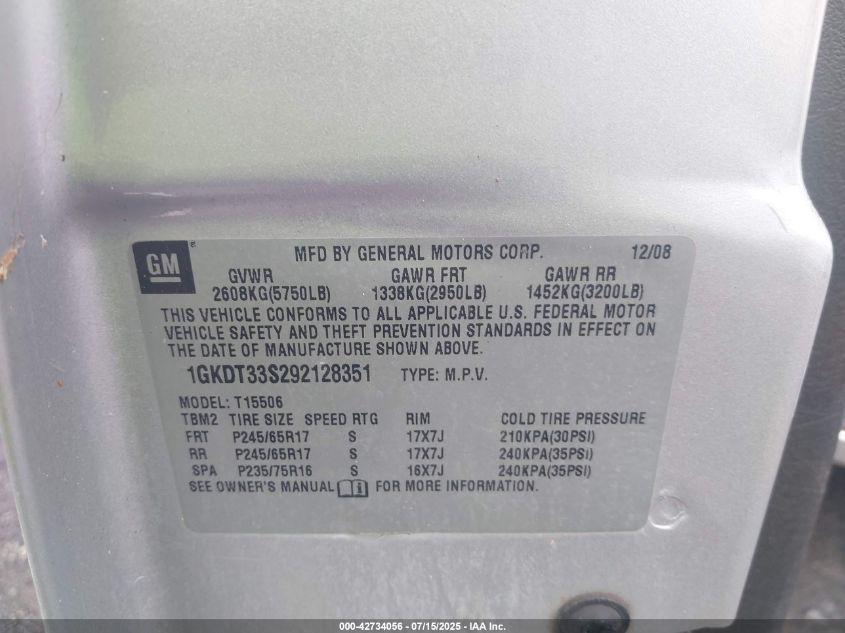 GM ®
MFD BY GENERAL MOTORS CORP. 12/08
GVWR GAWR FRT GAWR RR
2608KG(5750LB) 1338KG(2950LB) 1452KG(3200LB)
THIS VEHICLE CONFORMS TO ALL APPLICABLE U.S. FEDERAL MOTOR
VEHICLE SAFETY AND THEFT PREVENTION STANDARDS IN EFFECT ON
THE DATE OF MANUFACTURE SHOWN ABOVE.
1GKDT33S292128351 TYPE: M.P.V.
MODEL: T15506
TBM2 TIRE SIZE SPEED RTG RIM COLD TIRE PRESSURE
FRT P245/65R17 S 17X7J 210KPA(30PSI)
RR P245/65R17 S 17X7J 240KPA(35PSI)
SPA P235/75R16 S 16X7J 240KPA(35PSI)
SEE OWNER'S MANUAL i FOR MORE INFORMATION.
000-42734056 - 07/15/2025 - IAA Inc.